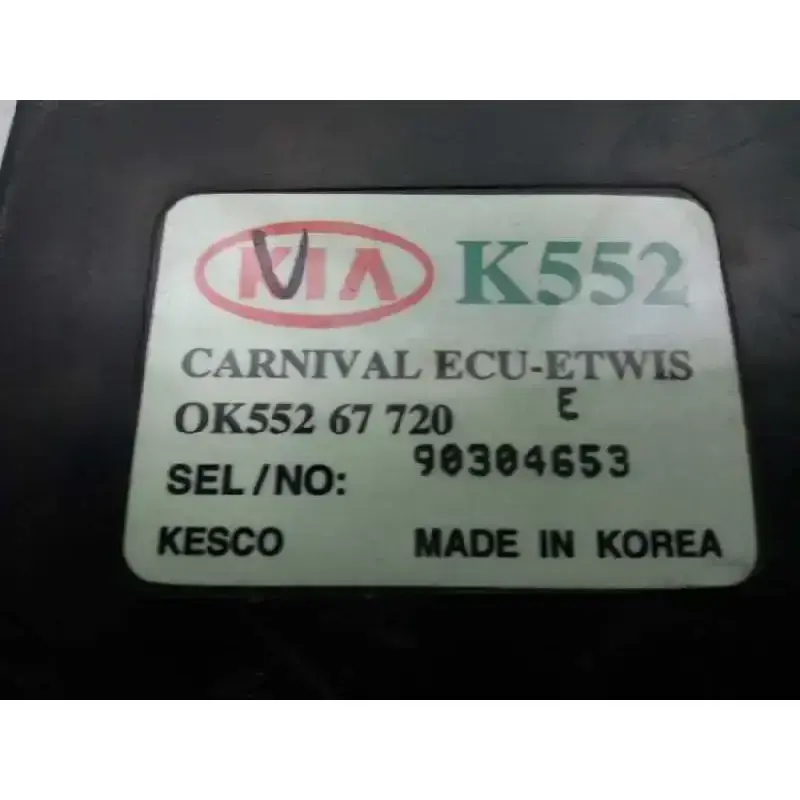 KIA K552
CARNIVAL ECU-ETWIS
OK552 67 720 E
SEL/NO: 90304653
KESCO MADE IN KOREA